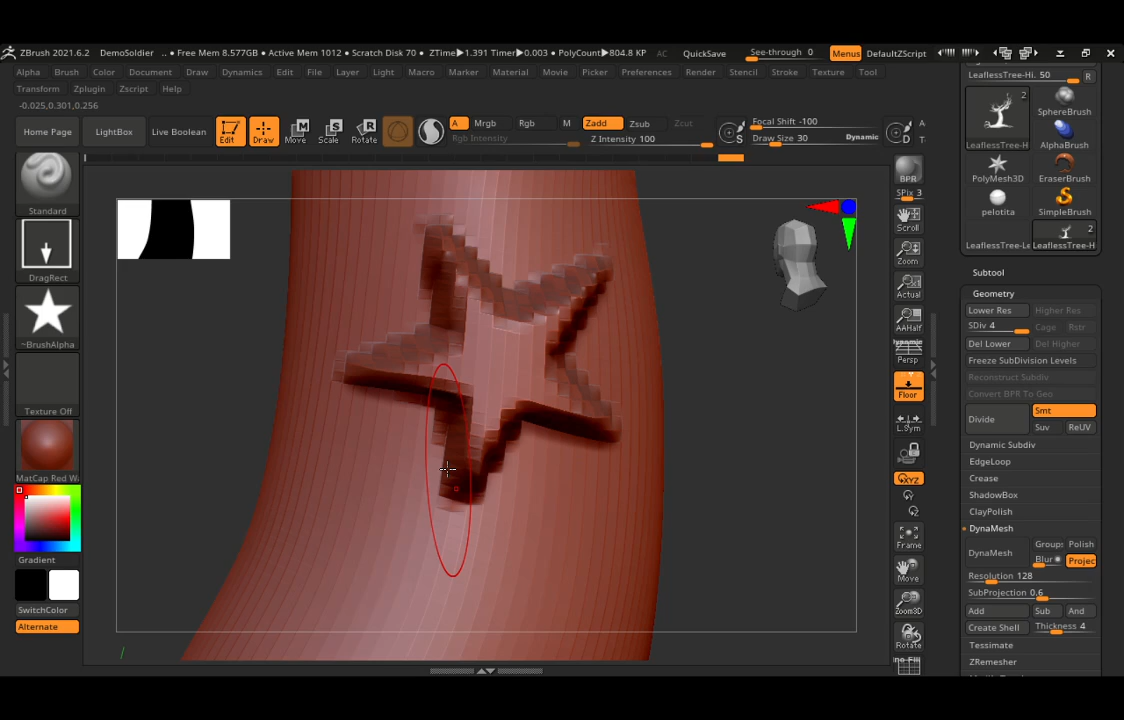 ZBrush 2021.6.2 DemoSoldier .. • Free Mem 8.577GB • Active Mem 1012 • Scratch Disk 70 • ZTime▶1.391 Timer▶0.003 • PolyCount▶804.8 KP AC QuickSave See-through 0 Menus DefaultZScript
Alpha Brush Color Document Draw Dynamics Edit File Layer Light Macro Marker Material Movie Picker Preferences Render Stencil Stroke Texture Tool
Transform Zplugin Zscript Help
-0.025,0.301,0.256
Home Page LightBox Live Boolean Edit Draw Move Scale Rotate
A Mrgb Rgb M Zadd Zsub Zcut
Rgb Intensity Z Intensity 100
S Focal Shift -100
Draw Size 30 Dynamic
D
Standard
DragRect
~BrushAlpha
Texture Off
MatCap Red W
Gradient
SwitchColor
Alternate
BPR
SPix 3
Scroll
Zoom
Actual
AAHalf
Dynamic
Persp
Floor
L.Sym
XYZ
Frame
Move
Zoom3D
Rotate
LeaflessTree-Hi. 50 R
2
LeaflessTree-H
SphereBrush
AlphaBrush
PolyMesh3D
EraserBrush
pelotita
SimpleBrush
2
LeaflessTree-Le
LeaflessTree-H
Subtool
Geometry
Lower Res Higher Res
SDiv 4 Cage Rstr
Del Lower Del Higher
Freeze SubDivision Levels
Reconstruct Subdiv
Convert BPR To Geo
Divide Smt
Suv ReUV
Dynamic Subdiv
EdgeLoop
Crease
ShadowBox
ClayPolish
DynaMesh
DynaMesh Groups Polish
Blur Projec
Resolution 128
SubProjection 0.6
Add Sub And
Create Shell Thickness 4
Tessimate
ZRemesher